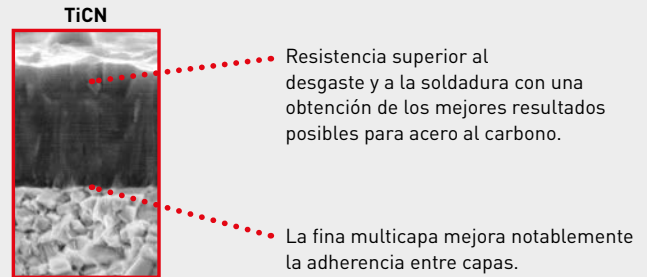 TiCN
Resistencia superior al
desgaste y a la soldadura con una
obtención de los mejores resultados
posibles para acero al carbono.
La fina multicapa mejora notablemente
la adherencia entre capas.